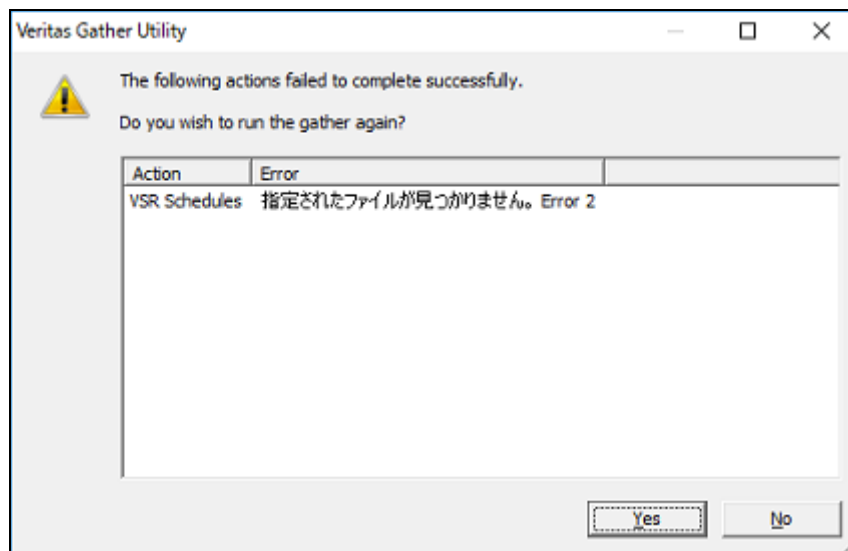 Veritas Gather Utility
The following actions failed to complete successfully.
Do you wish to run the gather again?
Action Error
VSR Schedules 指定されたファイルが見つかりません。Error 2
Yes No